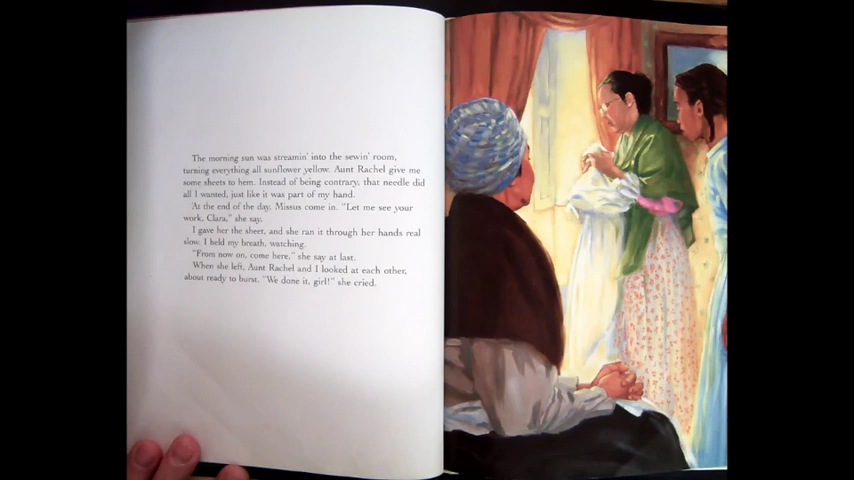 The morning sun was streamin' into the sewin' room,
turning everything all sunflower yellow. Aunt Rachel give me
some sheets to hem. Instead of being contrary, that needle did
all I wanted, just like it was part of my hand.
At the end of the day, Missus come in. "Let me see your
work, Clara," she say.
I gave her the sheet, and she ran it through her hands real
slow. I held my breath, watching.
"From now on, come here," she say at last.
When she left, Aunt Rachel and I looked at each other,
about ready to burst. "We done it, girl!" she cried.